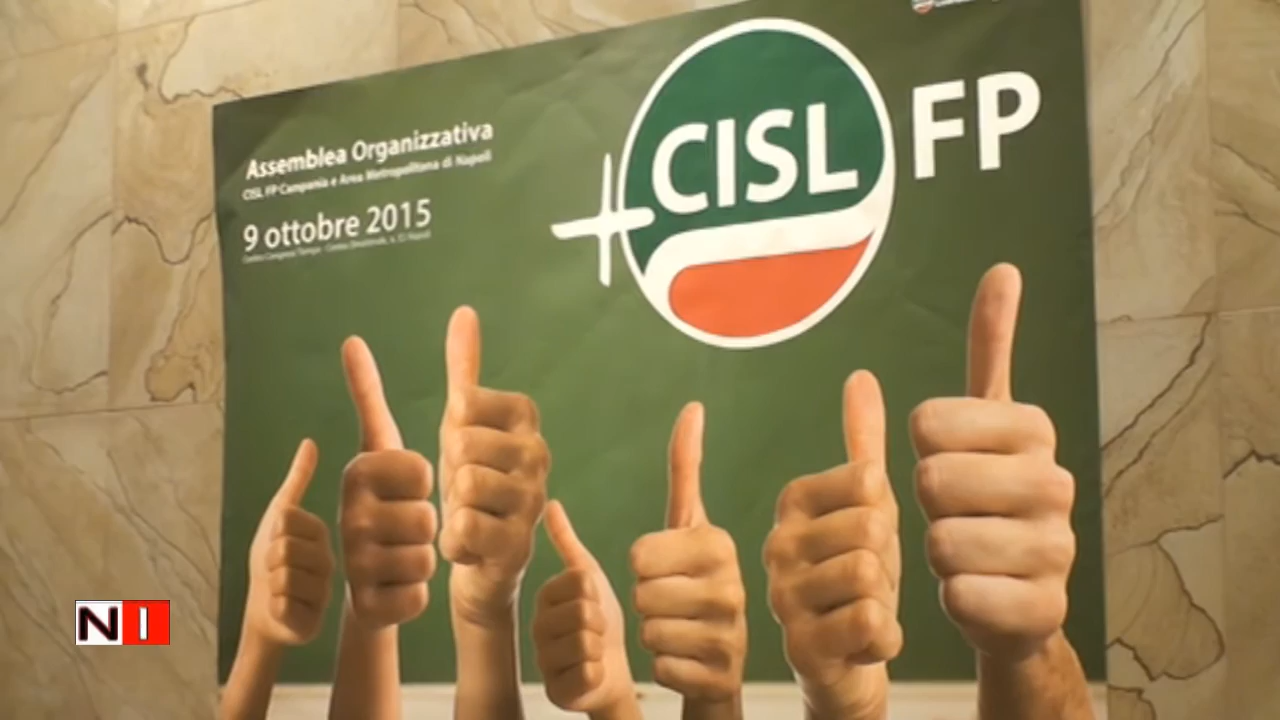 Assemblea Organizzativa
CISL FP Campania e Area Metropolitana di Napoli
9 ottobre 2015
CISL FP
NI